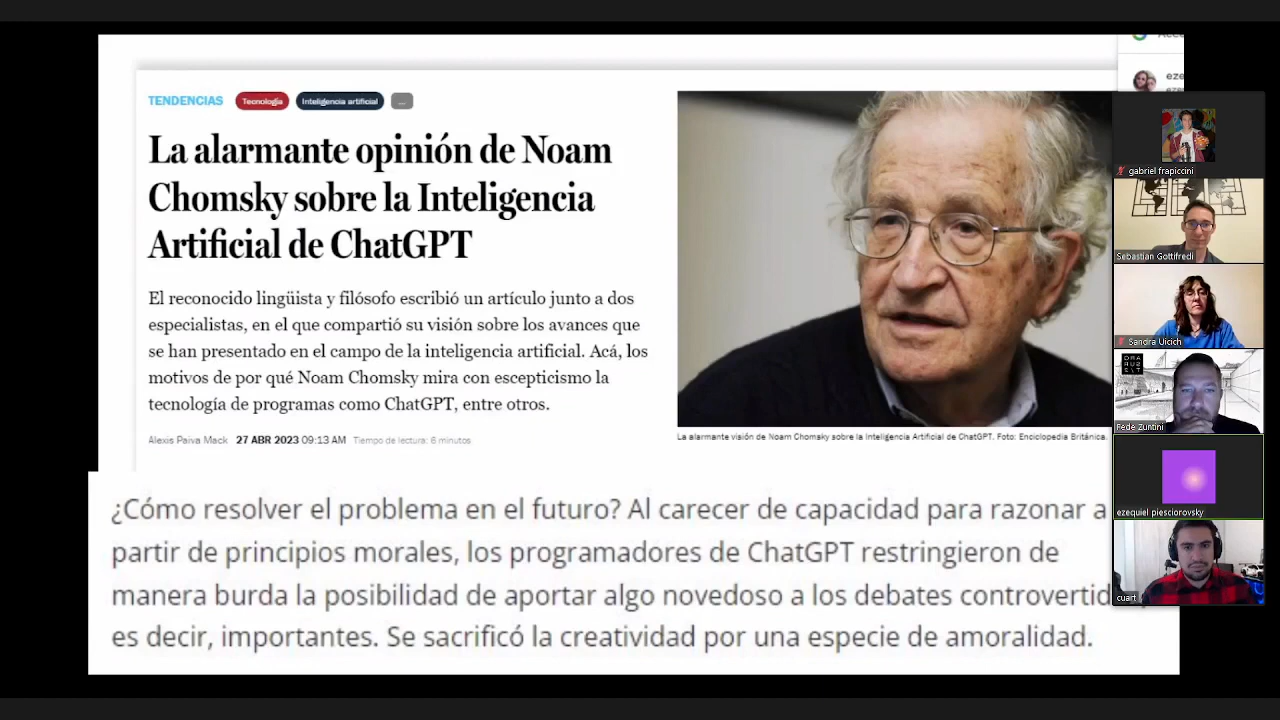 TENDENCIAS Tecnología Inteligencia artificial ...
La alarmante opinión de Noam
Chomsky sobre la Inteligencia
Artificial de ChatGPT
El reconocido lingüista y filósofo escribió un artículo junto a dos
especialistas, en el que compartió su visión sobre los avances que
se han presentado en el campo de la inteligencia artificial. Acá, los
motivos de por qué Noam Chomsky mira con escepticismo la
tecnología de programas como ChatGPT, entre otros.
Alexis Paiva Mack 27 ABR 2023 09:13 AM Tiempo de lectura: 6 minutos
La alarmante visión de Noam Chomsky sobre la Inteligencia Artificial de ChatGPT. Foto: Enciclopedia Británica.
¿Cómo resolver el problema en el futuro? Al carecer de capacidad para razonar a
partir de principios morales, los programadores de ChatGPT restringieron de
manera burda la posibilidad de aportar algo novedoso a los debates
es decir, importantes. Se sacrificó la creatividad por una especie de amoralidad.
gabriel frapiccini
Sebastian Gottifredi
Sandra Uicich
Fede Zuntini
ezequiel piesciorovsky
cuart